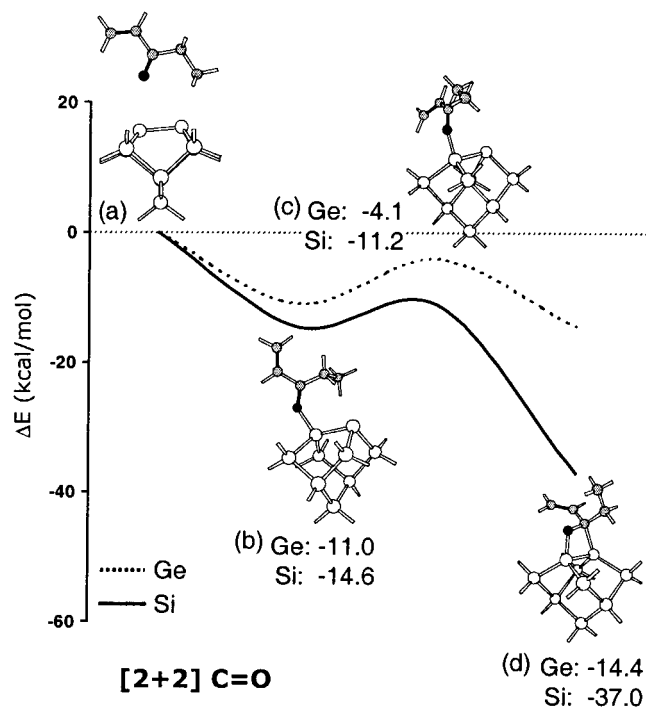 20
(a)
(c) Ge: -4.1
Si: -11.2
0
-20
ΔE (kcal/mol)
(b) Ge: -11.0
Si: -14.6
-40
Ge
Si
-60
[2+2] C=O
(d) Ge: -14.4
Si: -37.0